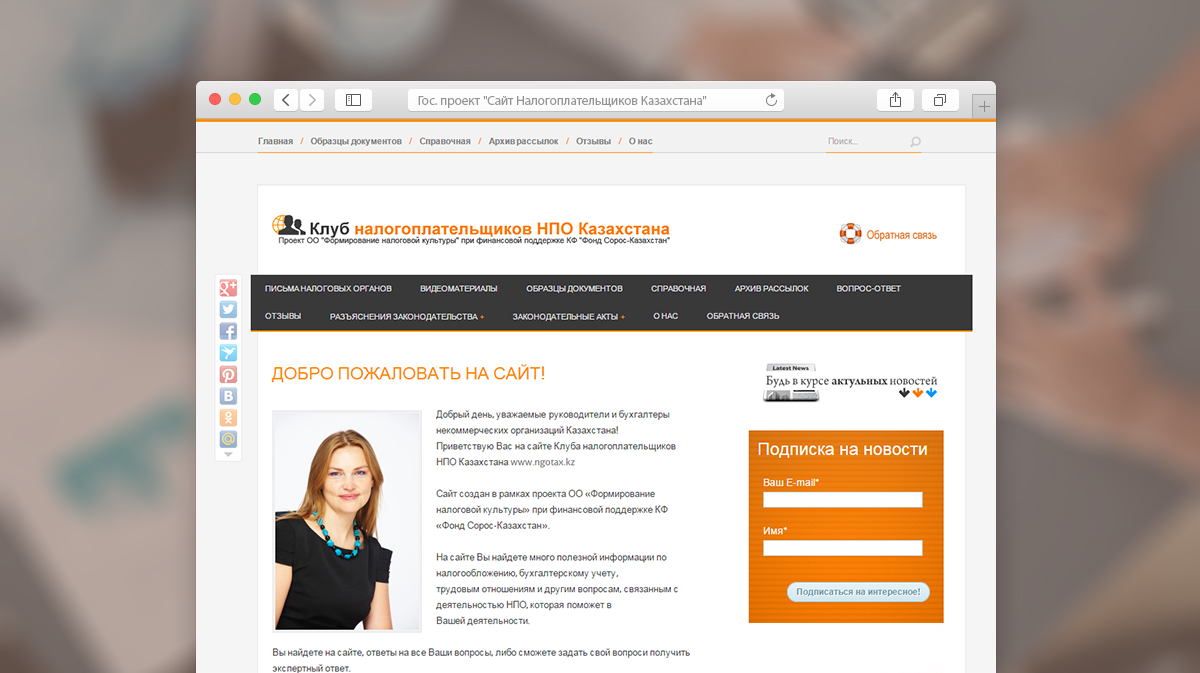 Гос. проект "Сайт Налогоплательщиков Казахстана"
Главная / Образцы документов / Справочная / Архив рассылок / Отзывы / О нас
Поиск...
Клуб налогоплательщиков НПО Казахстана
Проект ОО "Формирование налоговой культуры" при финансовой поддержке КФ "Фонд Сорос-Казахстан"
Обратная связь
ПИСЬМА НАЛОГОВЫХ ОРГАНОВ ВИДЕОМАТЕРИАЛЫ ОБРАЗЦЫ ДОКУМЕНТОВ СПРАВОЧНАЯ АРХИВ РАССЫЛОК ВОПРОС-ОТВЕТ
ОТЗЫВЫ РАЗЪЯСНЕНИЯ ЗАКОНОДАТЕЛЬСТВА + ЗАКОНОДАТЕЛЬНЫЕ АКТЫ + О НАС ОБРАТНАЯ СВЯЗЬ
ДОБРО ПОЖАЛОВАТЬ НА САЙТ!
Добрый день, уважаемые руководители и бухгалтеры
некоммерческих организаций Казахстана!
Приветствую Вас на сайте Клуба налогоплательщиков
НПО Казахстана www.ngotax.kz
Сайт создан в рамках проекта ОО «Формирование
налоговой культуры» при финансовой поддержке КФ
«Фонд Сорос-Казахстан».
На сайте Вы найдете много полезной информации по
налогообложению, бухгалтерскому учету,
трудовым отношениям и другим вопросам, связанным с
деятельностью НПО, которая поможет в
Вашей деятельности.
Вы найдете на сайте, ответы на все Ваши вопросы, либо сможете задать свой вопроси получить
экспертный ответ.
Latest News
Будь в курсе актульных новостей
Подписка на новости
Ваш E-mail*
Имя*
Подписаться на интересное!